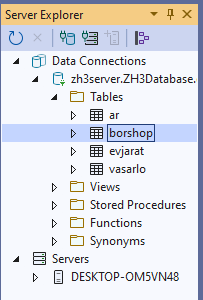 Server Explorer
Data Connections
zh3server.ZH3Database.
Tables
ar
borshop
evjarat
vasarlo
Views
Stored Procedures
Functions
Synonyms
Servers
DESKTOP-OM5VN48